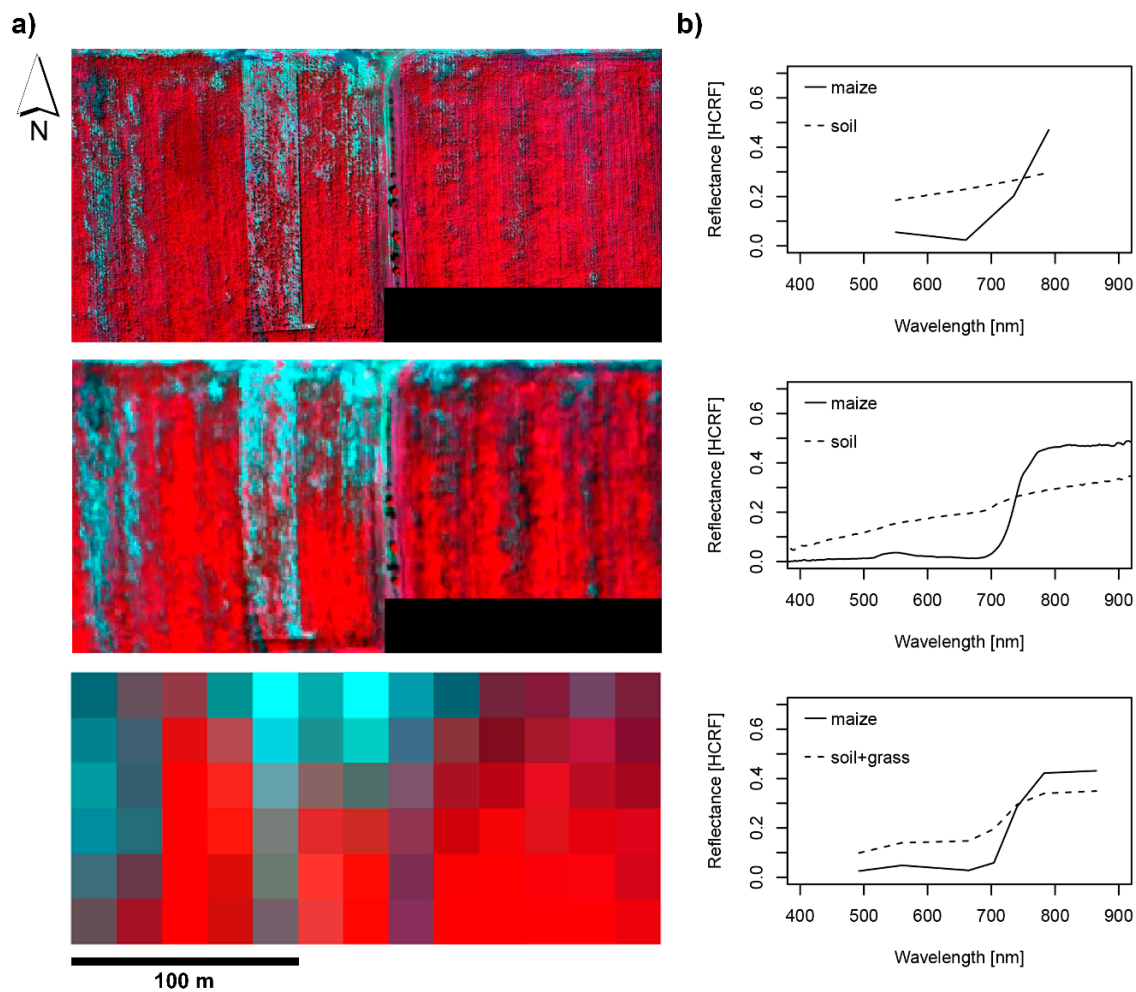 a)
N
100 m
b)
Reflectance [HCRF]
0.0 0.2 0.4 0.6
maize
soil
400 500 600 700 800 900
Wavelength [nm]
Reflectance [HCRF]
0.0 0.2 0.4 0.6
maize
soil
400 500 600 700 800 900
Wavelength [nm]
Reflectance [HCRF]
0.0 0.2 0.4 0.6
maize
soil+grass
400 500 600 700 800 900
Wavelength [nm]